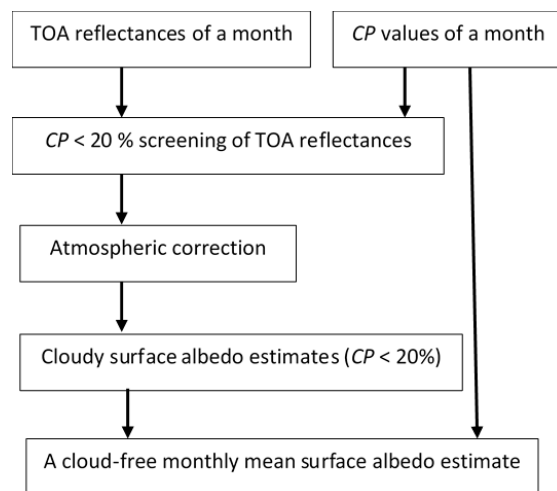 TOA reflectances of a month
CP values of a month
CP < 20 % screening of TOA reflectances
Atmospheric correction
Cloudy surface albedo estimates (CP < 20%)
A cloud-free monthly mean surface albedo estimate